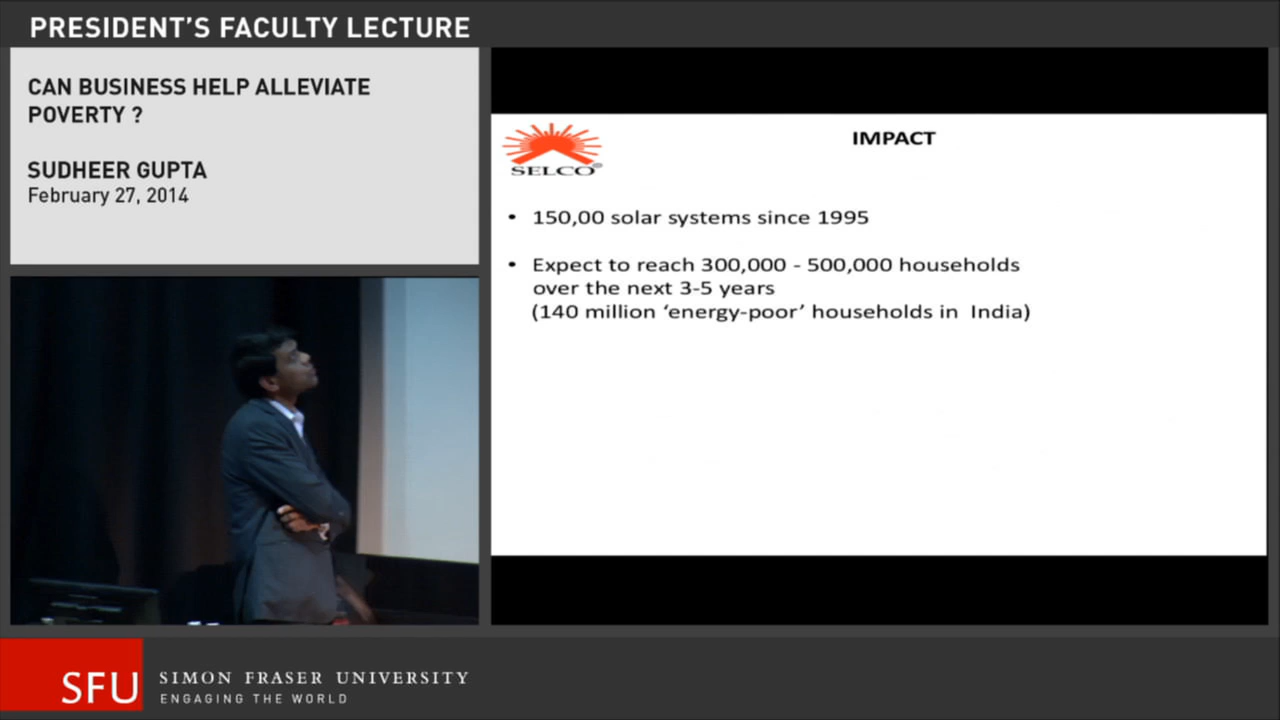 PRESIDENT'S FACULTY LECTURE
CAN BUSINESS HELP ALLEVIATE
POVERTY ?
SUDHEER GUPTA
February 27, 2014
SELCO®
IMPACT
• 150,00 solar systems since 1995
• Expect to reach 300,000 - 500,000 households
over the next 3-5 years
(140 million ‘energy-poor’ households in India)
SFU
SIMON FRASER UNIVERSITY
ENGAGING THE WORLD